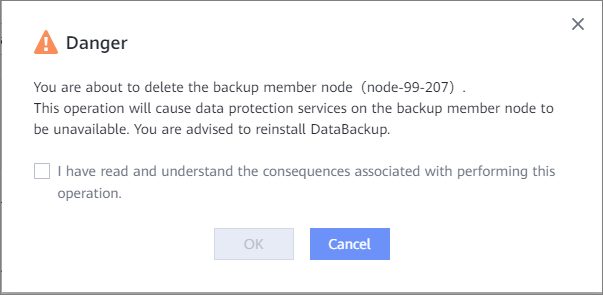 Danger
You are about to delete the backup member node (node-99-207) .
This operation will cause data protection services on the backup member node to
be unavailable. You are advised to reinstall DataBackup.
I have read and understand the consequences associated with performing this
operation.
OK Cancel